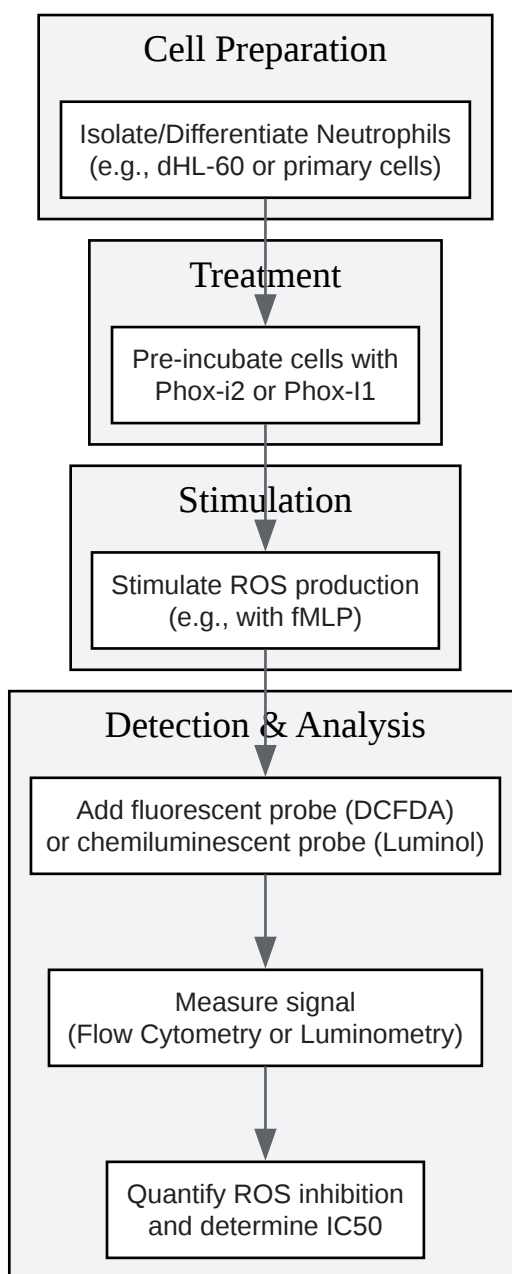 Cell Preparation
Isolate/Differentiate Neutrophils
(e.g., dHL-60 or primary cells)
Treatment
Pre-incubate cells with
Phox-i2 or Phox-I1
Stimulation
Stimulate ROS production
(e.g., with fMLP)
Detection & Analysis
Add fluorescent probe (DCFDA)
or chemiluminescent probe (Luminol)
Measure signal
(Flow Cytometry or Luminometry)
Quantify ROS inhibition
and determine IC50